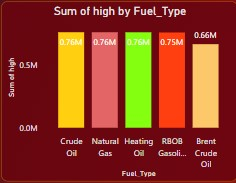 Sum of high by Fuel_Type
Sum of high
0.5M
0.0M
0.76M 0.76M 0.76M 0.75M 0.66M
Crude Natural Heating RBOB Brent
Oil Gas Oil Gasoli... Crude
Oil
Fuel_Type